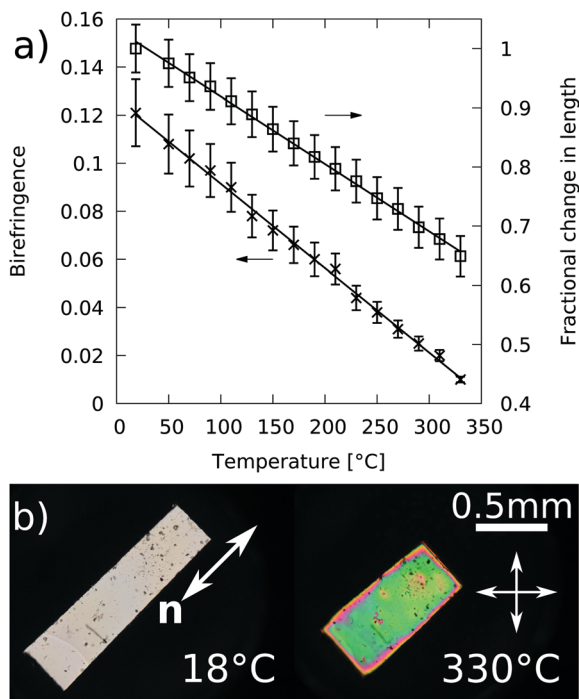 a)
0.16
0.14
0.12
0.1
0.08
0.06
0.04
0.02
0
Birefringence
1
0.9
0.8
0.7
0.6
0.5
0.4
Fractional change in length
0 50 100 150 200 250 300 350
Temperature [°C]
b)
n
18°C
0.5mm
330°C